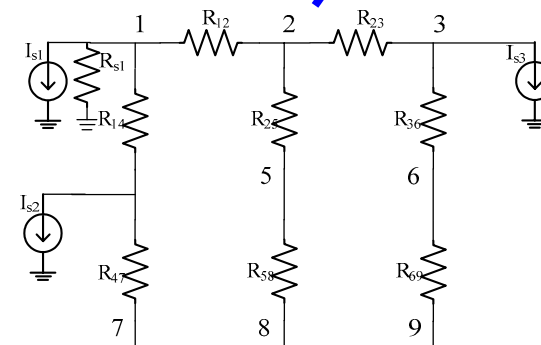 1 R12 2 R23 3
Is1 Rs1 Is3
R14 R25 R36
5 6
Is2
R47 R58 R69
7 8 9